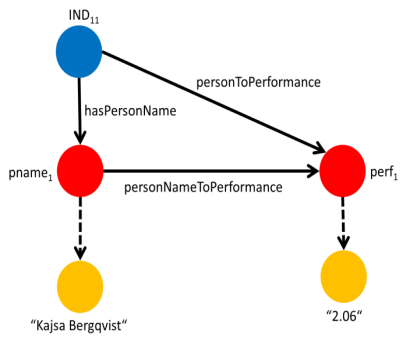 IND₁₁
personToPerformance
hasPersonName
pname₁
perf₁
personNameToPerformance
“2.06“
“Kajsa Bergqvist“